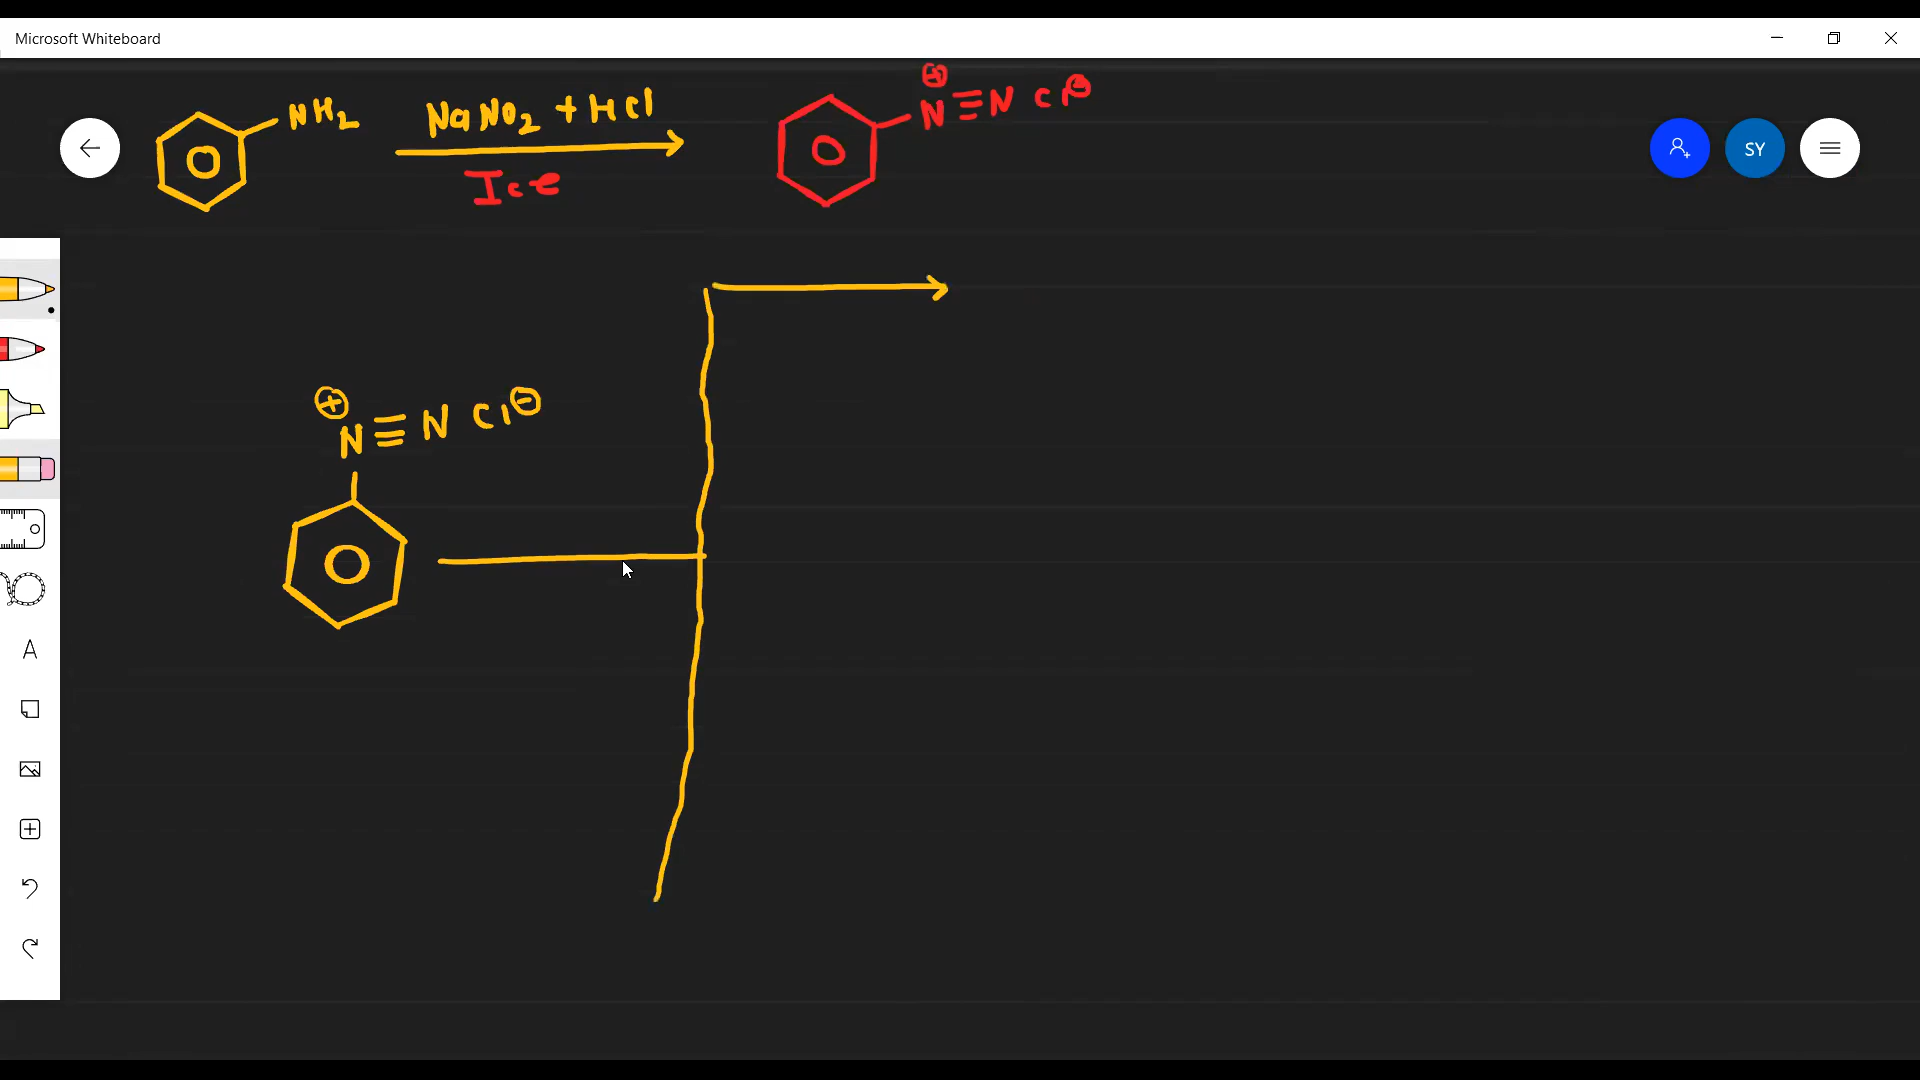 Microsoft Whiteboard
NH₂ NaNO₂ + HCl ⊕ N≡N Cl⊖
Ice
SY
⊕ N≡N Cl⊖
A